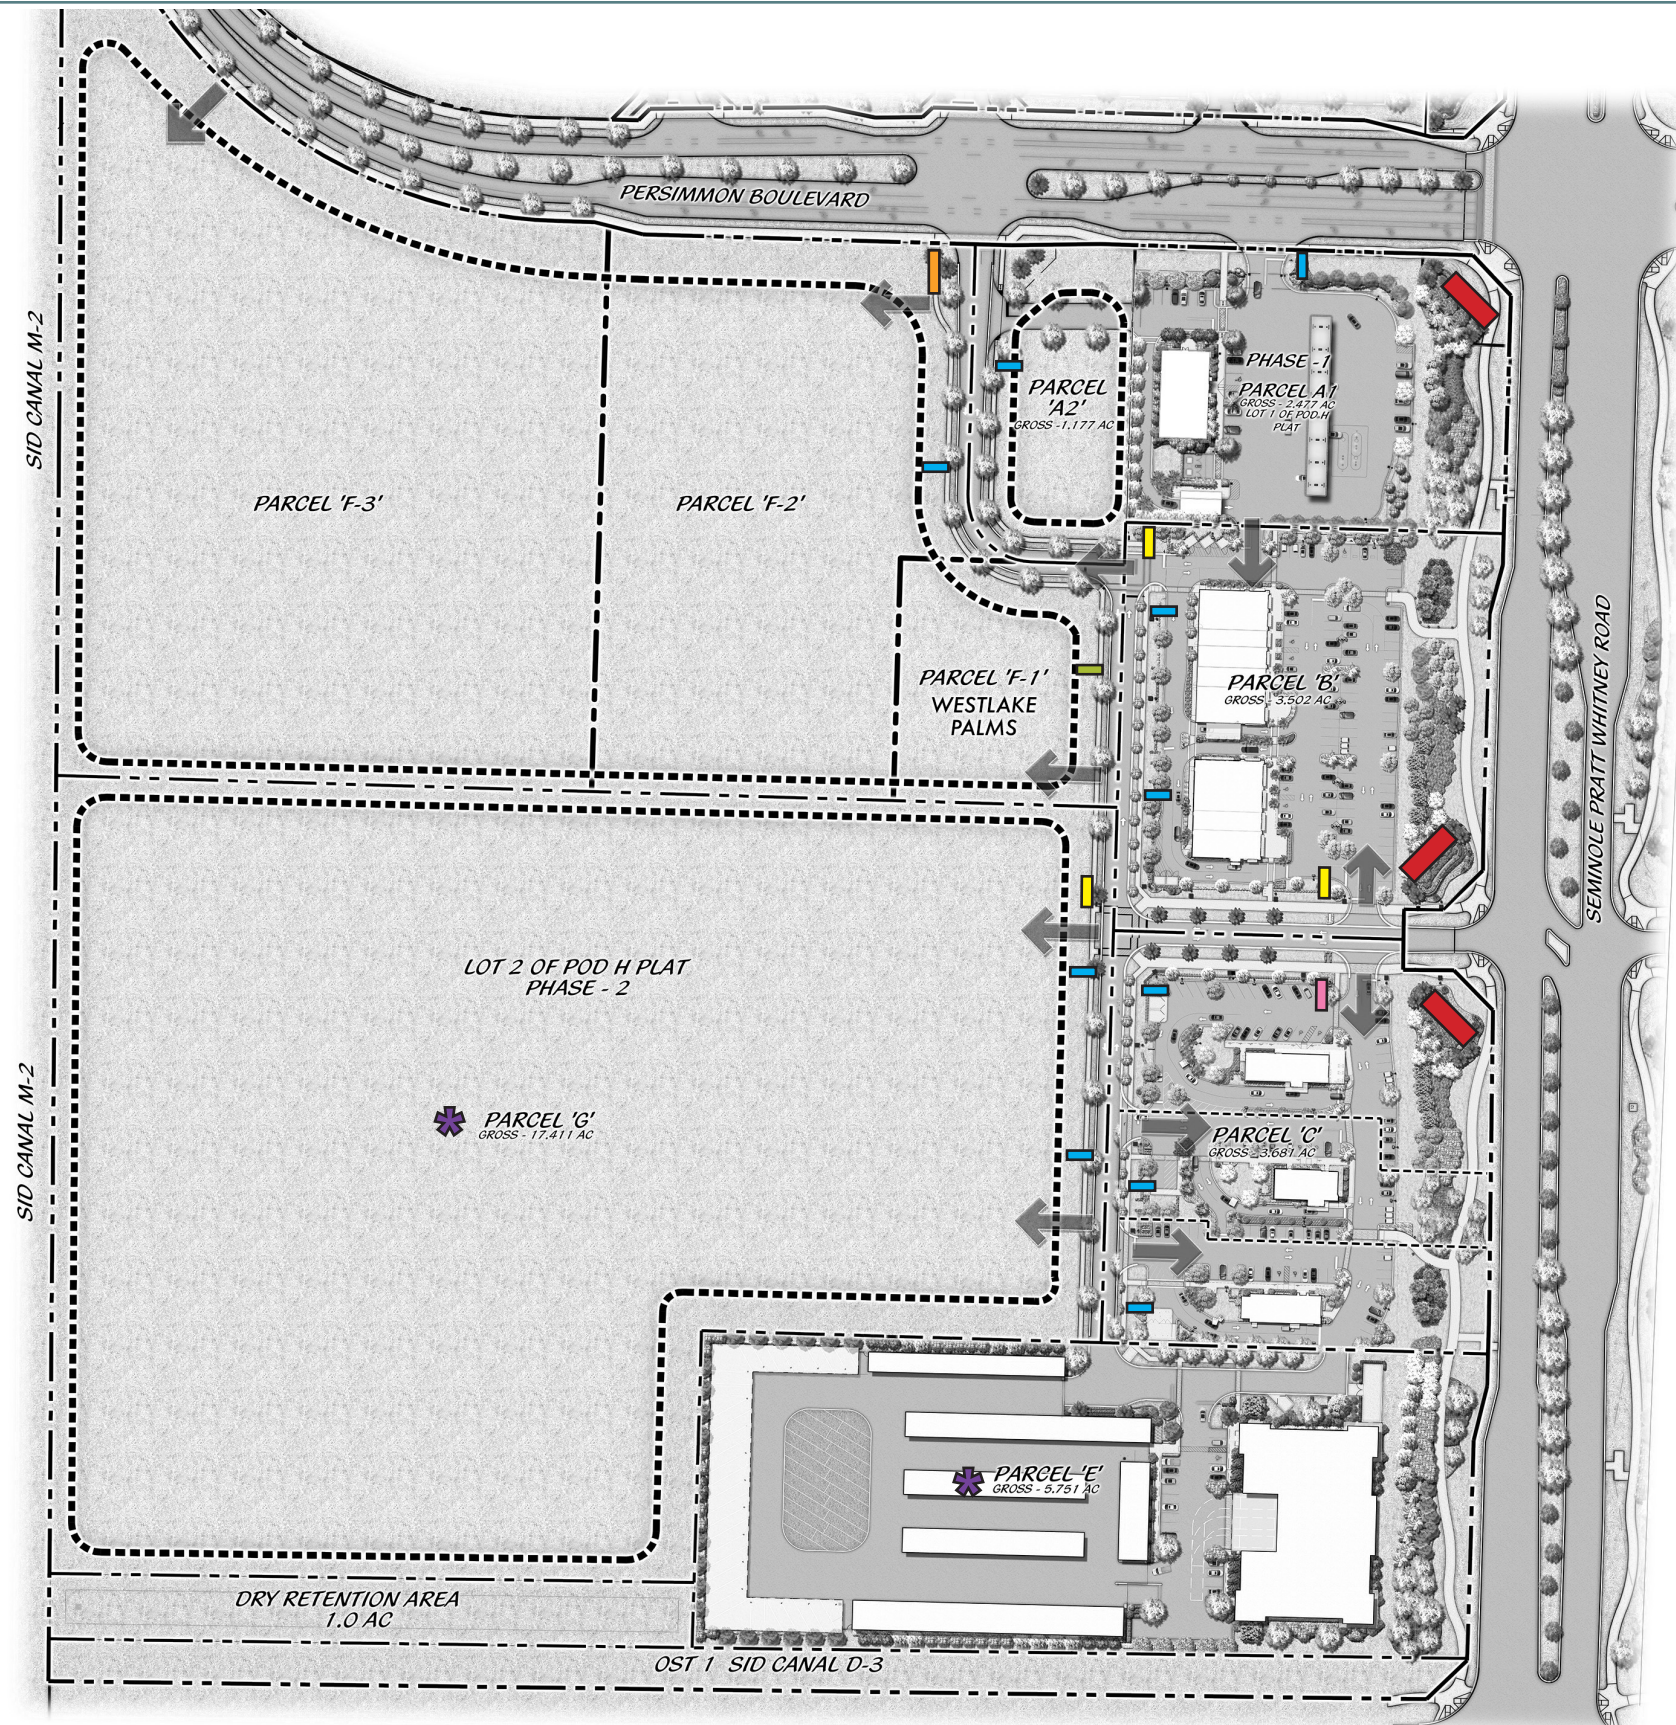 PERSIMMON BOULEVARD
SID CANAL M-2
PHASE -1
PARCEL A1
GROSS - 2.477 AC
LOT 1 OF POD-H
PLAT
PARCEL
'A2'
GROSS -1.177 AC
PARCEL 'F-3'
PARCEL 'F-2'
PARCEL 'F-1'
WESTLAKE
PALMS
PARCEL 'B'
GROSS - 3.502 AC
SEMINOLE PRATT WHITNEY ROAD
LOT 2 OF POD H PLAT
PHASE - 2
SID CANAL M-2
PARCEL 'G'
GROSS - 17.411 AC
PARCEL 'C'
GROSS - 3.681 AC
PARCEL 'E'
GROSS - 5.751 AC
DRY RETENTION AREA
1.0 AC
OST 1 SID CANAL D-3